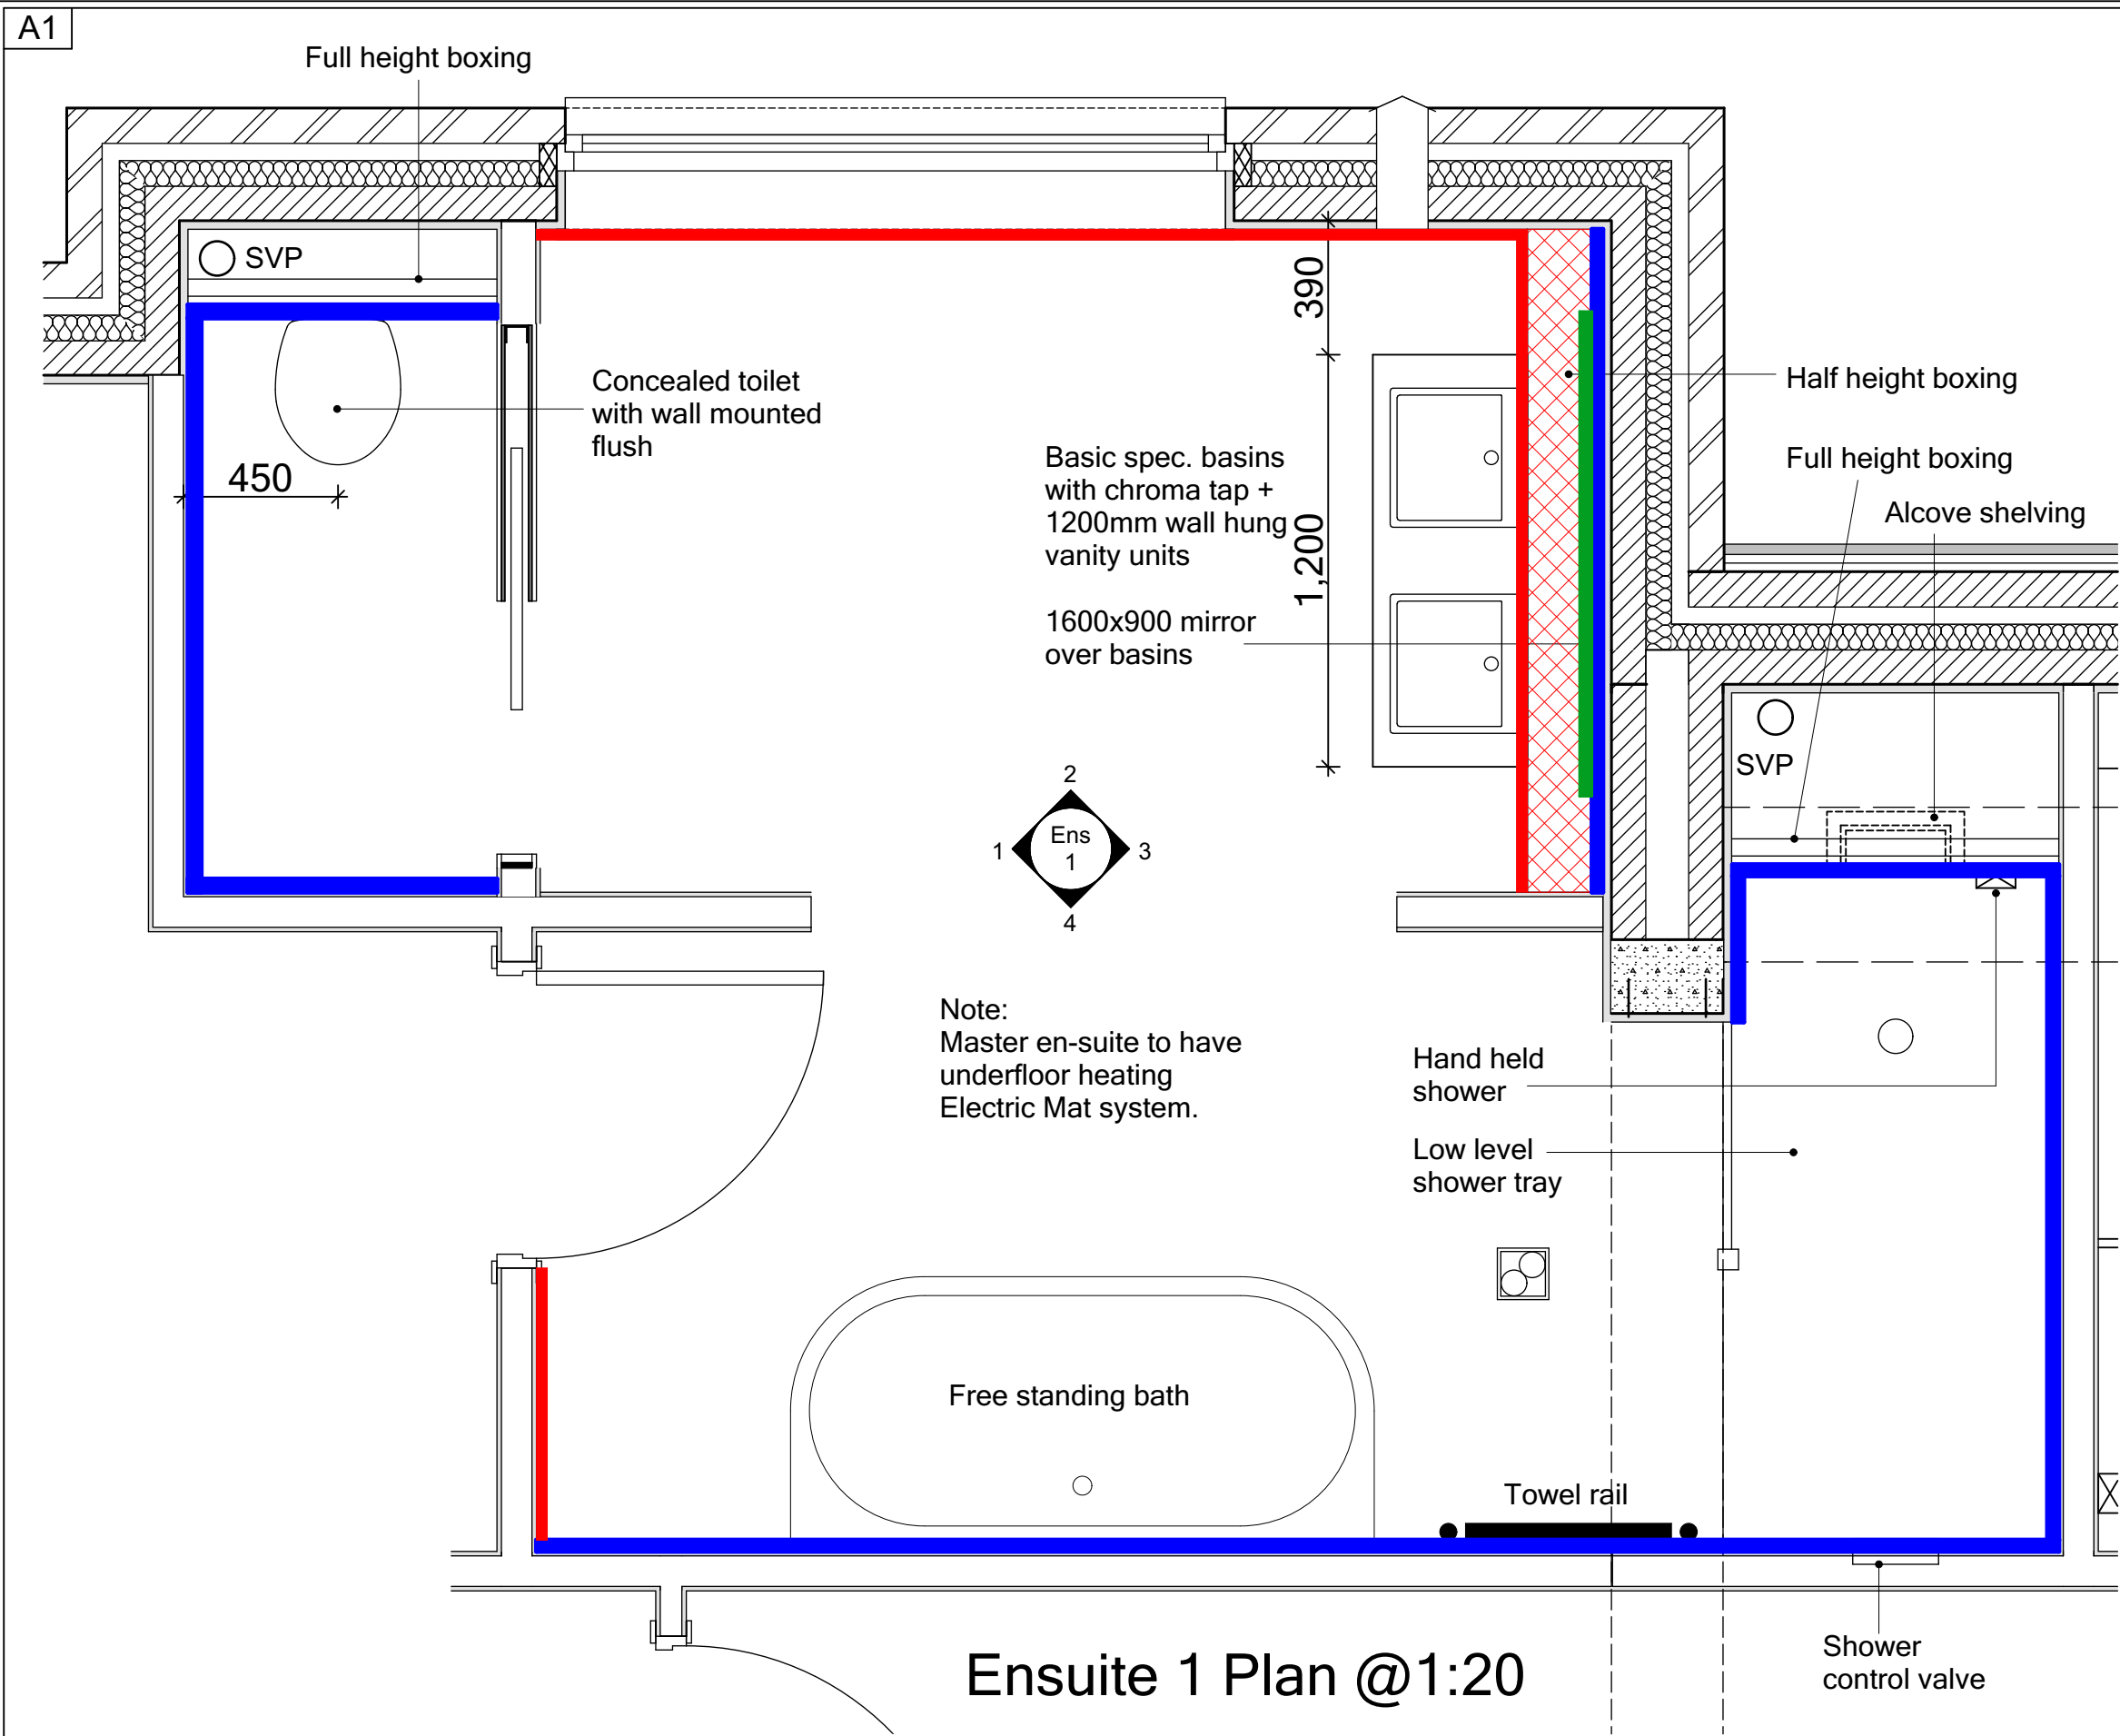 A1
Full height boxing
SVP
Concealed toilet
with wall mounted
flush
450
390
1,200
Basic spec. basins
with chroma tap +
1200mm wall hung
vanity units
1600x900 mirror
over basins
Half height boxing
Full height boxing
Alcove shelving
SVP
2
1
Ens
1
3
4
Note:
Master en-suite to have
underfloor heating
Electric Mat system.
Hand held
shower
Low level
shower tray
Free standing bath
Towel rail
Shower
control valve
Ensuite 1 Plan @1:20